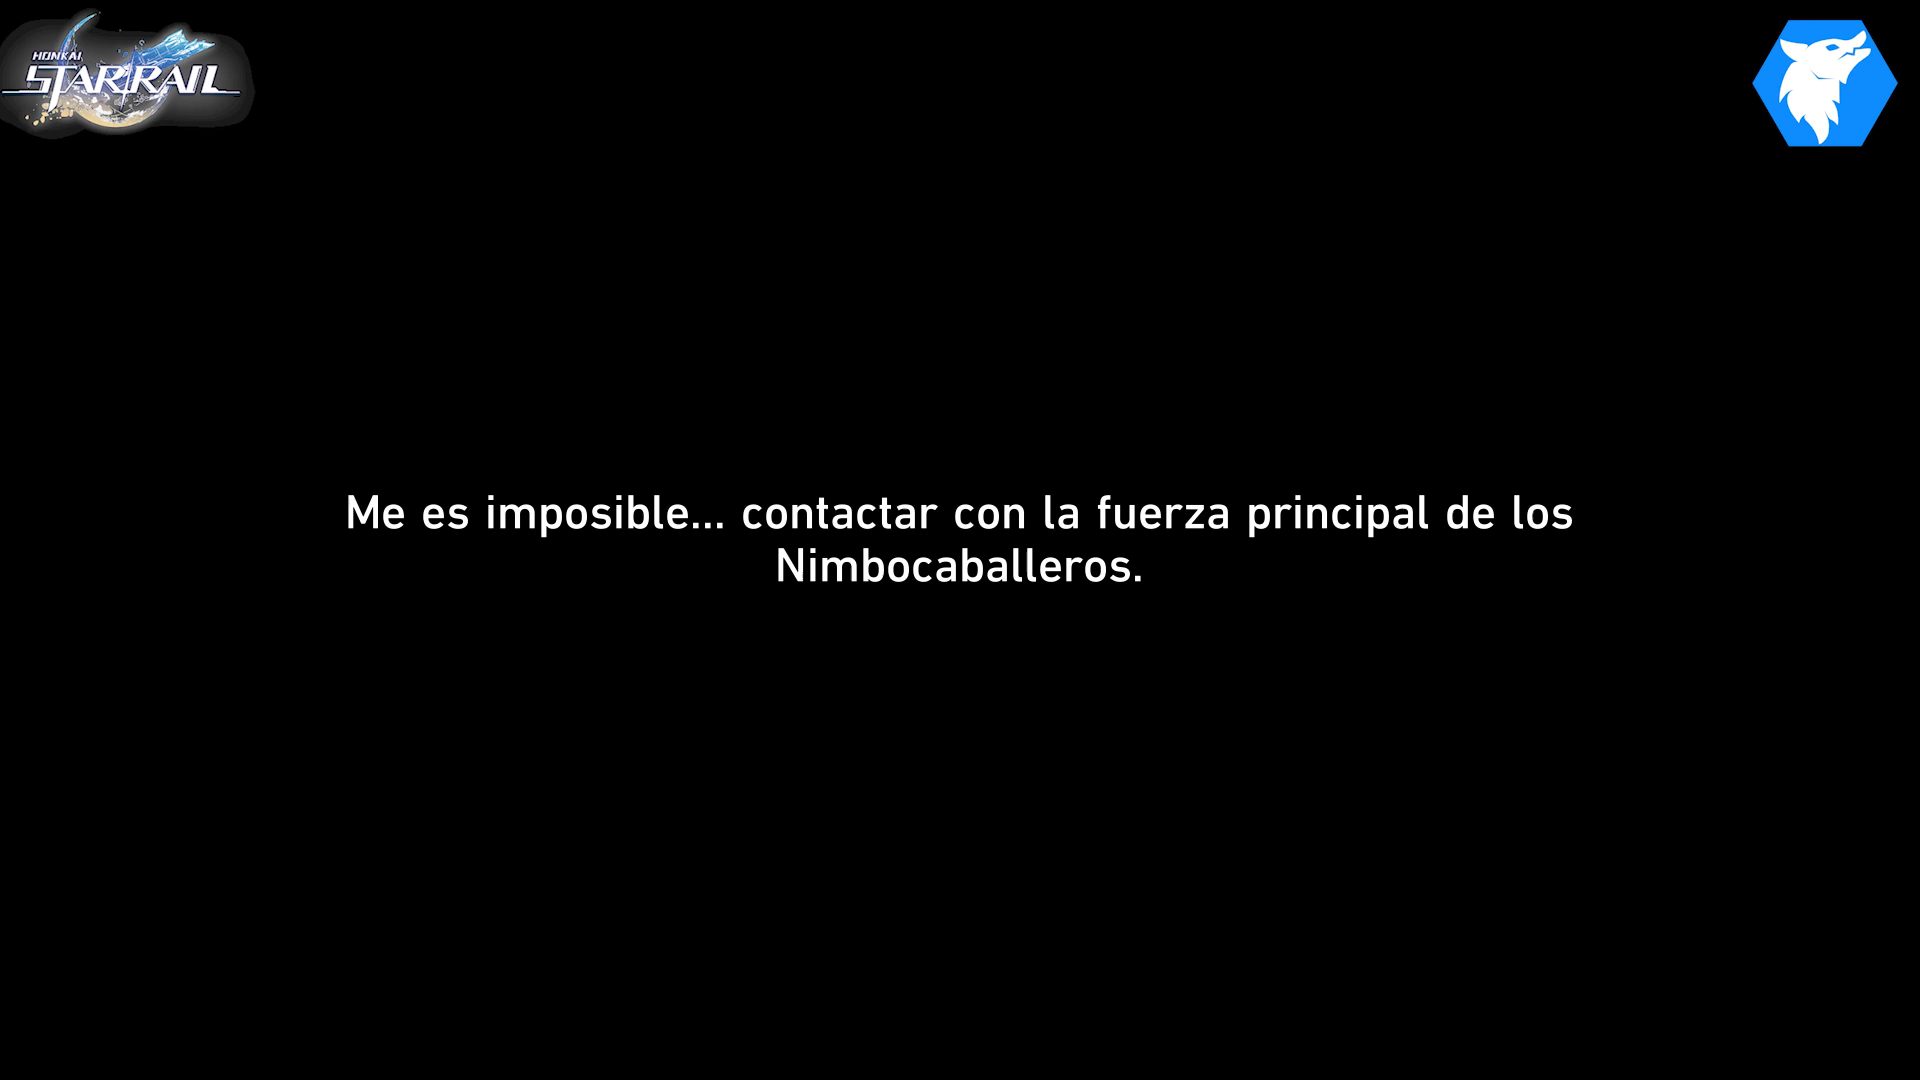 HONKAI
STAR RAIL
Me es imposible... contactar con la fuerza principal de los
Nimbocaballeros.